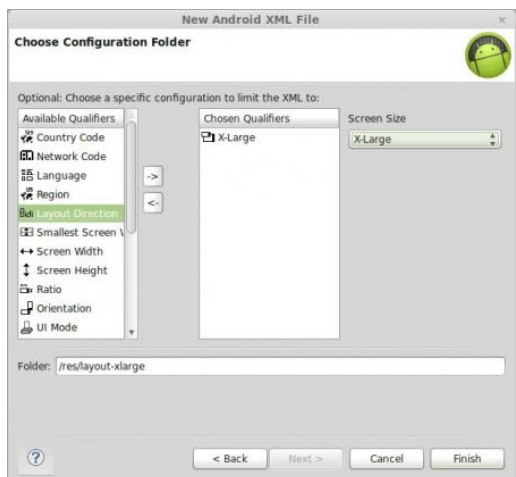 New Android XML File
Choose Configuration Folder
Optional: Choose a specific configuration to limit the XML to:
Available Qualifiers
Country Code
Network Code
Language
Region
Layout Direction
Smallest Screen
Screen Width
Screen Height
Ratio
Orientation
UI Mode
->
<-
Chosen Qualifiers
X-Large
Screen Size
X-Large
Folder: /res/layout-xlarge
?
< Back
Next >
Cancel
Finish